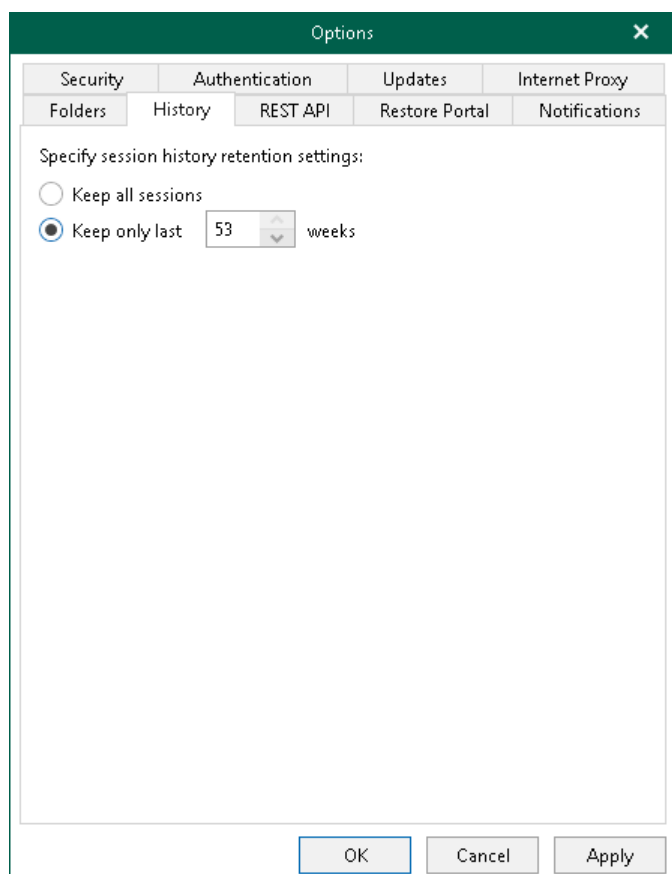 Options
Security Authentication Updates Internet Proxy
Folders History REST API Restore Portal Notifications
Specify session history retention settings:
Keep all sessions
Keep only last 53 weeks
OK Cancel Apply